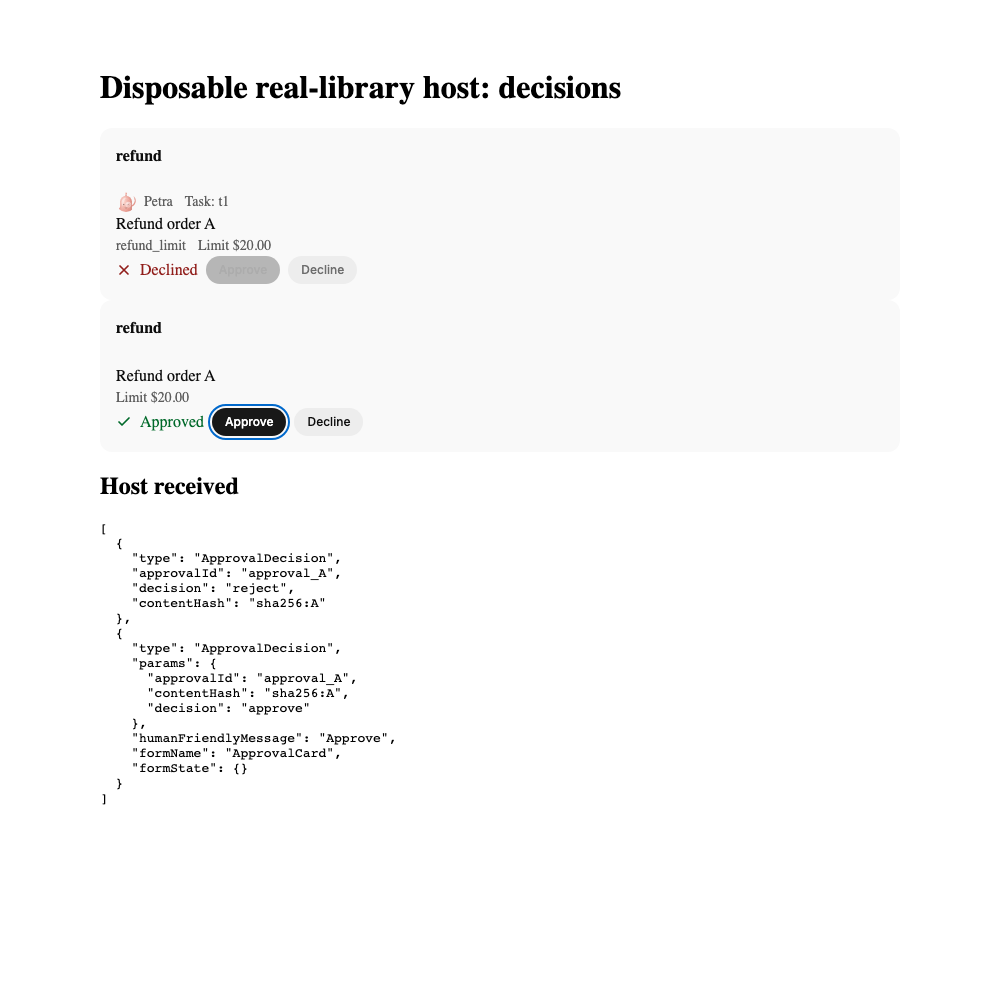 Disposable real-library host: decisions
refund
Petra Task: t1
Refund order A
refund_limit Limit $20.00
Declined Approve Decline
refund
Refund order A
Limit $20.00
Approved Approve Decline
Host received
[
  {
    "type": "ApprovalDecision",
    "approvalId": "approval_A",
    "decision": "reject",
    "contentHash": "sha256:A"
  },
  {
    "type": "ApprovalDecision",
    "params": {
      "approvalId": "approval_A",
      "contentHash": "sha256:A",
      "decision": "approve"
    },
    "humanFriendlyMessage": "Approve",
    "formName": "ApprovalCard",
    "formState": {}
  }
]